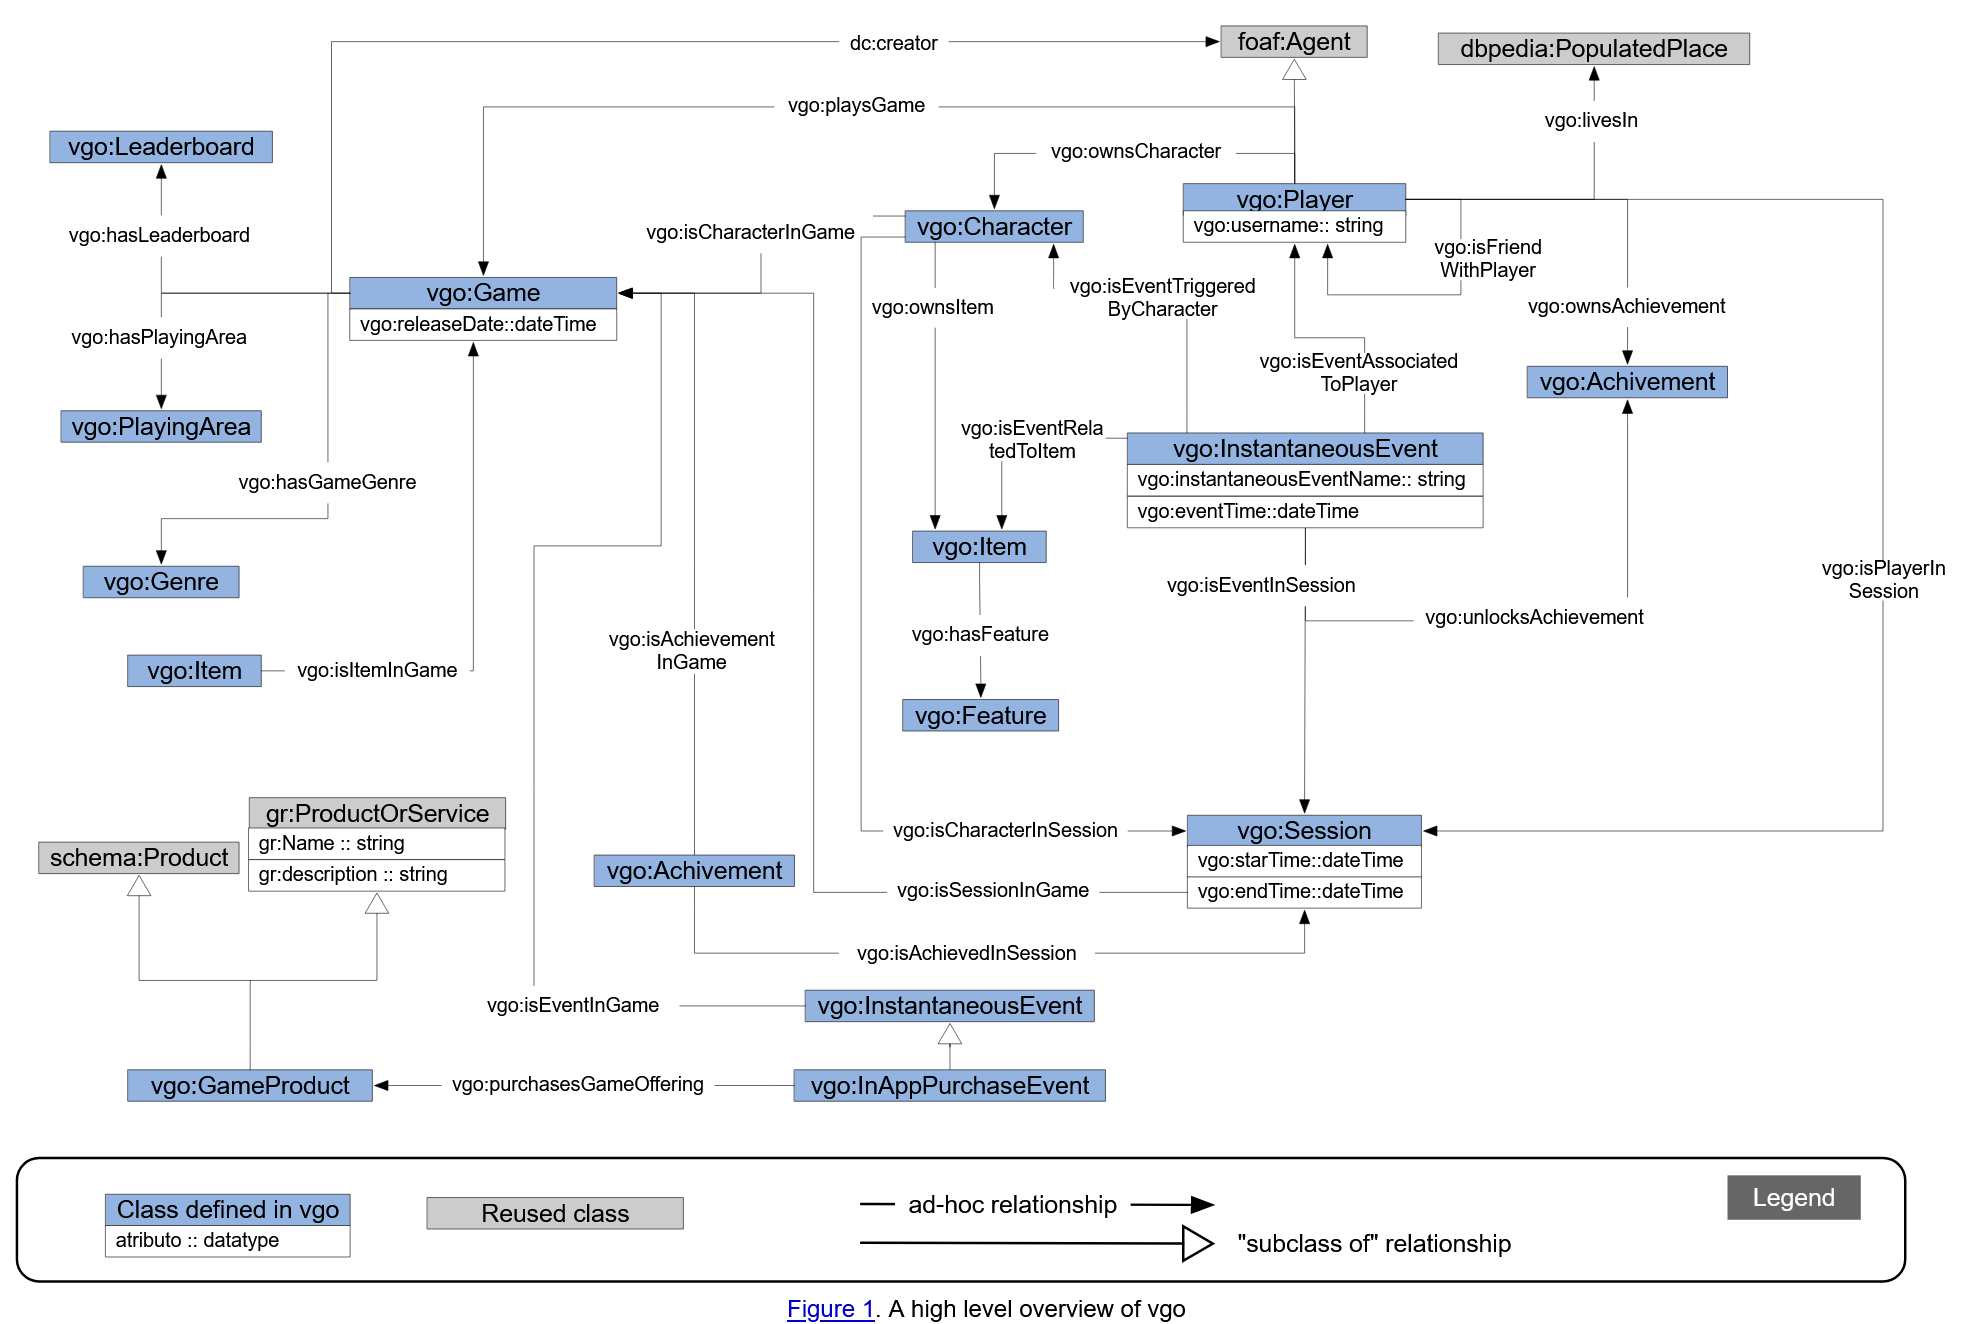 dc:creator
foaf:Agent
dbpedia:PopulatedPlace
vgo:playsGame
vgo:livesIn
vgo:Leaderboard
vgo:ownsCharacter
vgo:Player
vgo:username:: string
vgo:Character
vgo:isCharacterInGame
vgo:hasLeaderboard
vgo:isFriend
WithPlayer
vgo:Game
vgo:releaseDate::dateTime
vgo:isEventTriggered
ByCharacter
vgo:ownsItem
vgo:ownsAchievement
vgo:hasPlayingArea
vgo:isEventAssociated
ToPlayer
vgo:Achivement
vgo:PlayingArea
vgo:isEventRela
tedToItem
vgo:InstantaneousEvent
vgo:instantaneousEventName:: string
vgo:eventTime::dateTime
vgo:hasGameGenre
vgo:Item
vgo:Genre
vgo:isEventInSession
vgo:isPlayerIn
Session
vgo:unlocksAchievement
vgo:hasFeature
vgo:isAchievement
InGame
vgo:Item
vgo:isItemInGame
vgo:Feature
gr:ProductOrService
gr:Name :: string
gr:description :: string
schema:Product
vgo:isCharacterInSession
vgo:Session
vgo:starTime::dateTime
vgo:endTime::dateTime
vgo:Achivement
vgo:isSessionInGame
vgo:isAchievedInSession
vgo:isEventInGame
vgo:InstantaneousEvent
vgo:GameProduct
vgo:purchasesGameOffering
vgo:InAppPurchaseEvent
Class defined in vgo
atributo :: datatype
Reused class
ad-hoc relationship
"subclass of" relationship
Legend
Figure 1. A high level overview of vgo